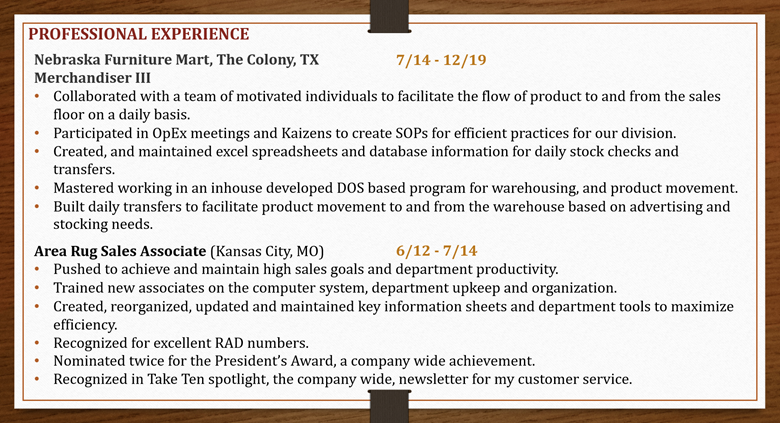 PROFESSIONAL EXPERIENCE
Nebraska Furniture Mart, The Colony, TX 7/14 - 12/19
Merchandiser III
• Collaborated with a team of motivated individuals to facilitate the flow of product to and from the sales
floor on a daily basis.
• Participated in OpEx meetings and Kaizens to create SOPs for efficient practices for our division.
• Created, and maintained excel spreadsheets and database information for daily stock checks and
transfers.
• Mastered working in an inhouse developed DOS based program for warehousing, and product movement.
• Built daily transfers to facilitate product movement to and from the warehouse based on advertising and
stocking needs.
Area Rug Sales Associate (Kansas City, MO) 6/12 - 7/14
• Pushed to achieve and maintain high sales goals and department productivity.
• Trained new associates on the computer system, department upkeep and organization.
• Created, reorganized, updated and maintained key information sheets and department tools to maximize
efficiency.
• Recognized for excellent RAD numbers.
• Nominated twice for the President’s Award, a company wide achievement.
• Recognized in Take Ten spotlight, the company wide, newsletter for my customer service.